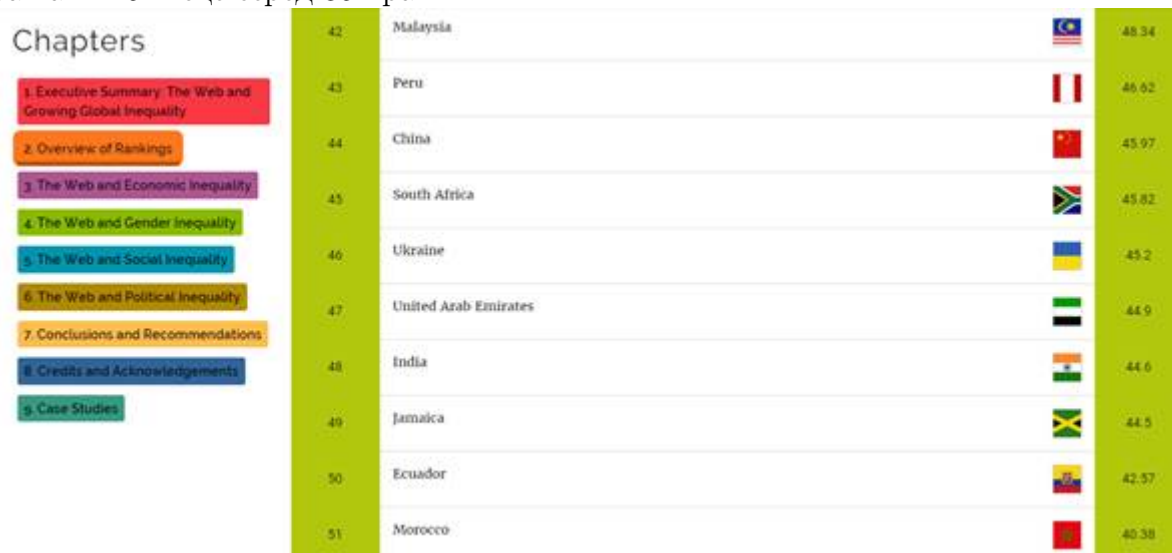 Chapters
1. Executive Summary: The Web and
Growing Global Inequality
2. Overview of Rankings
3. The Web and Economic Inequality
4. The Web and Gender Inequality
5. The Web and Social Inequality
6. The Web and Political Inequality
7. Conclusions and Recommendations
8. Credits and Acknowledgements
9. Case Studies
42 Malaysia 48.34
43 Peru 46.62
44 China 45.97
45 South Africa 45.82
46 Ukraine 45.2
47 United Arab Emirates 44.9
48 India 44.6
49 Jamaica 44.5
50 Ecuador 42.57
51 Morocco 40.38